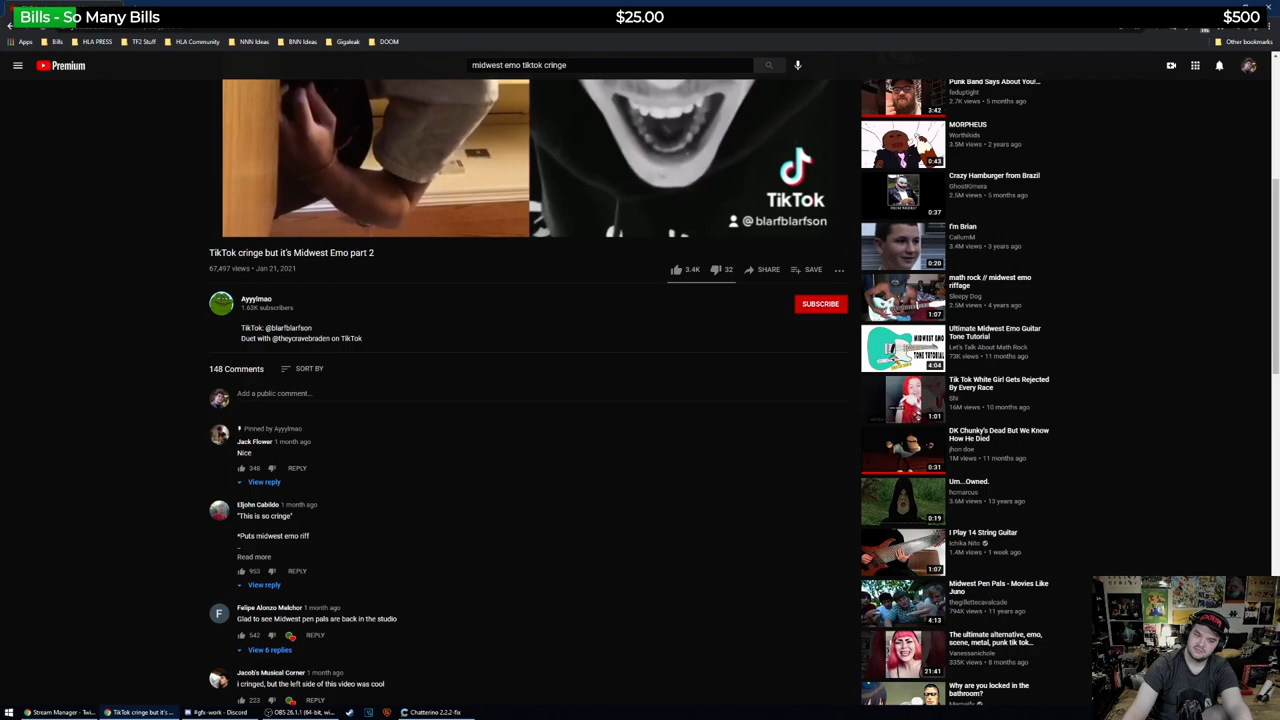 Bills - So Many Bills
$25.00
$500
Apps
Bills
HLA PRESS
TF2 Stuff
HLA Community
NNN Ideas
BNN Ideas
Gigaleak
DOOM
Other bookmarks
Premium
midwest emo tiktok cringe
TikTok
@blarfblarfson
TikTok cringe but it's Midwest Emo part 2
67,497 views • Jan 21, 2021
3.4K
32
SHARE
SAVE
Ayyylmao
1.63K subscribers
SUBSCRIBE
TikTok: @blarfblarfson
Duet with @theycravebraden on TikTok
148 Comments
SORT BY
Add a public comment...
Pinned by Ayyylmao
Jack Flower 1 month ago
Nice
348
REPLY
View reply
Eljohn Cabildo 1 month ago
"This is so cringe"
*Puts midwest emo riff
..
Read more
953
REPLY
View reply
F
Felipe Alonzo Melchor 1 month ago
Glad to see Midwest pen pals are back in the studio
542
REPLY
View 6 replies
Jacob's Musical Corner 1 month ago
i cringed, but the left side of this video was cool
223
REPLY
Punk Band Says About You!...
feduptight
2.7K views • 5 months ago
3:42
MORPHEUS
Worthikids
3.5M views • 2 years ago
0:43
Crazy Hamburger from Brazil
GhostKimera
2.5M views • 5 months ago
0:37
I'm Brian
CallumM
3.4M views • 3 years ago
0:20
math rock // midwest emo
riffage
Sleepy Dog
2.5M views • 4 years ago
1:07
Ultimate Midwest Emo Guitar
Tone Tutorial
Let's Talk About Math Rock
73K views • 11 months ago
4:04
Tik Tok White Girl Gets Rejected
By Every Race
Shi
16M views • 10 months ago
1:01
DK Chunky's Dead But We Know
How He Died
jhon doe
1M views • 11 months ago
0:31
Um...Owned.
hcmarcus
3.6M views • 13 years ago
0:19
I Play 14 String Guitar
Ichika Nito
1.4M views • 1 week ago
1:07
Midwest Pen Pals - Movies Like
Juno
thegillettecavalcade
794K views • 11 years ago
4:13
The ultimate alternative, emo,
scene, metal, punk tik tok...
Vanessanichole
335K views • 8 months ago
21:41
Why are you locked in the
bathroom?
Stream Manager - Twi...
TikTok cringe but it's ...
#gfx-work - Discord
OBS 26.1.1 (64-bit, wi...
Chatterino 2.2.2-fix